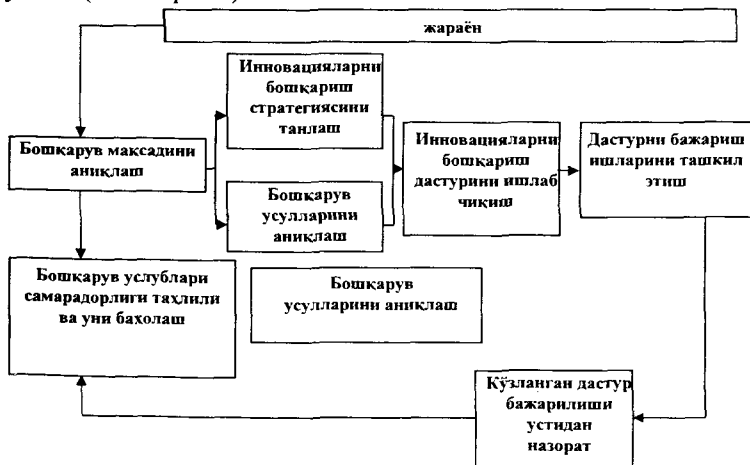 жараён
Инновацияларни
бошқариш
стратегиясини
танлаш
Бошқарув мақсадини
аниқлаш
Бошқарув
усулларини
аниқлаш
Инновацияларни
бошқариш
дастурини ишлаб
чиқиш
Дастурни бажариш
ишларини ташкил
этиш
Бошқарув услублари
самарадорлиги таҳлили
ва уни баҳолаш
Бошқарув
усулларини аниқлаш
Кўзланган дастур
бажарилиши
устидан
назорат